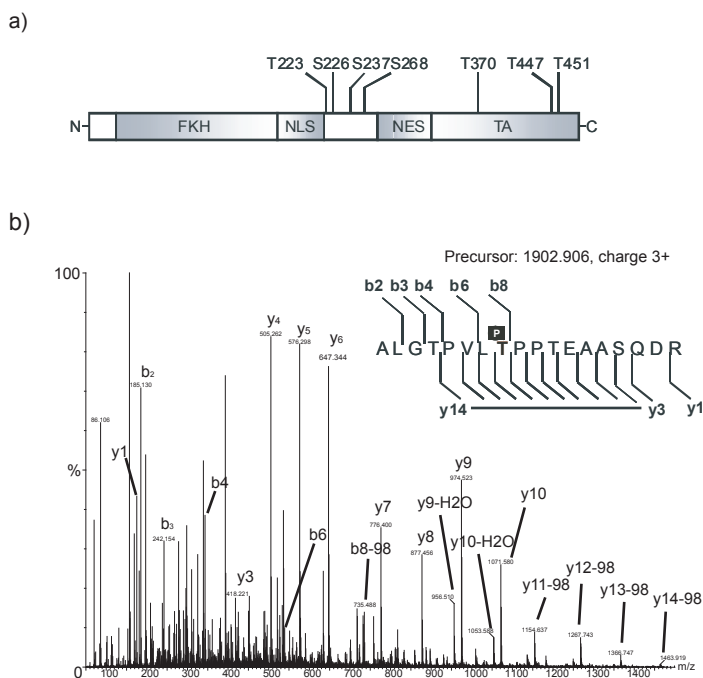 a)
T223 S226 S237 S268 T370 T447 T451
N FKH NLS NES TA C
b)
Precursor: 1902.906, charge 3+
b2 b3 b4 b6 b8
P
A L G T P V L T P P T E A A S Q D R
y14 y3 y1
100
%
0
86.106
y1
b2
185.130
b3
242.154
b4
y3
418.221
y4
505.262
b6
y5
576.298
y6
647.344
b8-98
735.488
y7
776.400
y8
877.456
y9-H2O
956.510
y9
974.523
y10-H2O
1053.588
y10
1071.580
y11-98
1154.637
y12-98
1267.743
y13-98
1366.747
y14-98
1463.919
100 200 300 400 500 600 700 800 900 1000 1100 1200 1300 1400 m/z